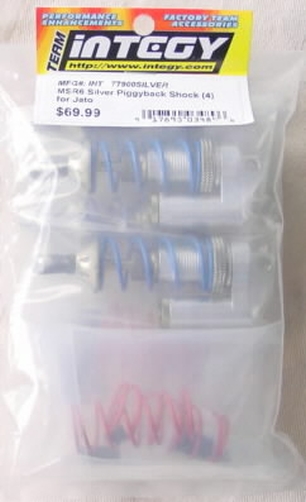 PERFORMANCE ENHANCEMENTS
FACTORY TEAM ACCESSORIES
TEAM
INTEGY
http://www.integy.com
MFG#: INT 77900SILVER
MSR6 Silver Piggyback Shock (4)
for Jato
$69.99